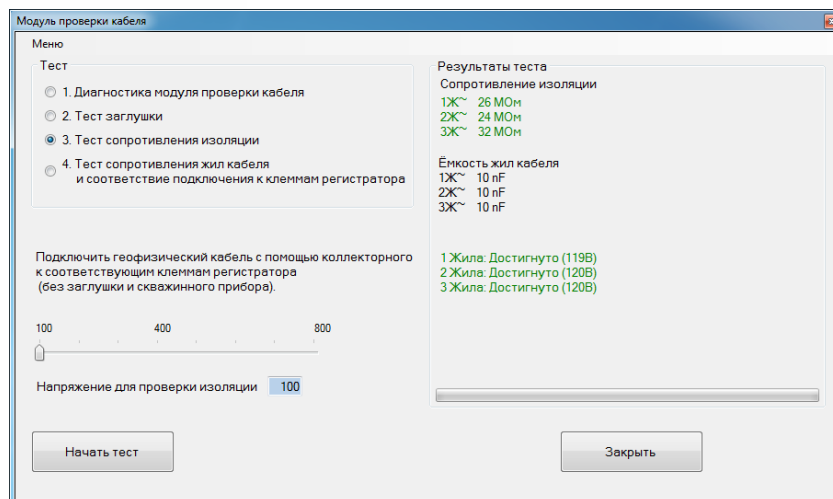 Модуль проверки кабеля
Меню
Тест
1. Диагностика модуля проверки кабеля
2. Тест заглушки
3. Тест сопротивления изоляции
4. Тест сопротивления жил кабеля
и соответствие подключения к клеммам регистратора
Подключить геофизический кабель с помощью коллекторного
к соответствующим клеммам регистратора
(без заглушки и скважинного прибора).
100 400 800
Напряжение для проверки изоляции 100
Начать тест
Результаты теста
Сопротивление изоляции
1Ж~ 26 МОм
2Ж~ 24 МОм
3Ж~ 32 МОм
Ёмкость жил кабеля
1Ж~ 10 nF
2Ж~ 10 nF
3Ж~ 10 nF
1 Жила: Достигнуто (119В)
2 Жила: Достигнуто (120В)
3 Жила: Достигнуто (120В)
Закрыть